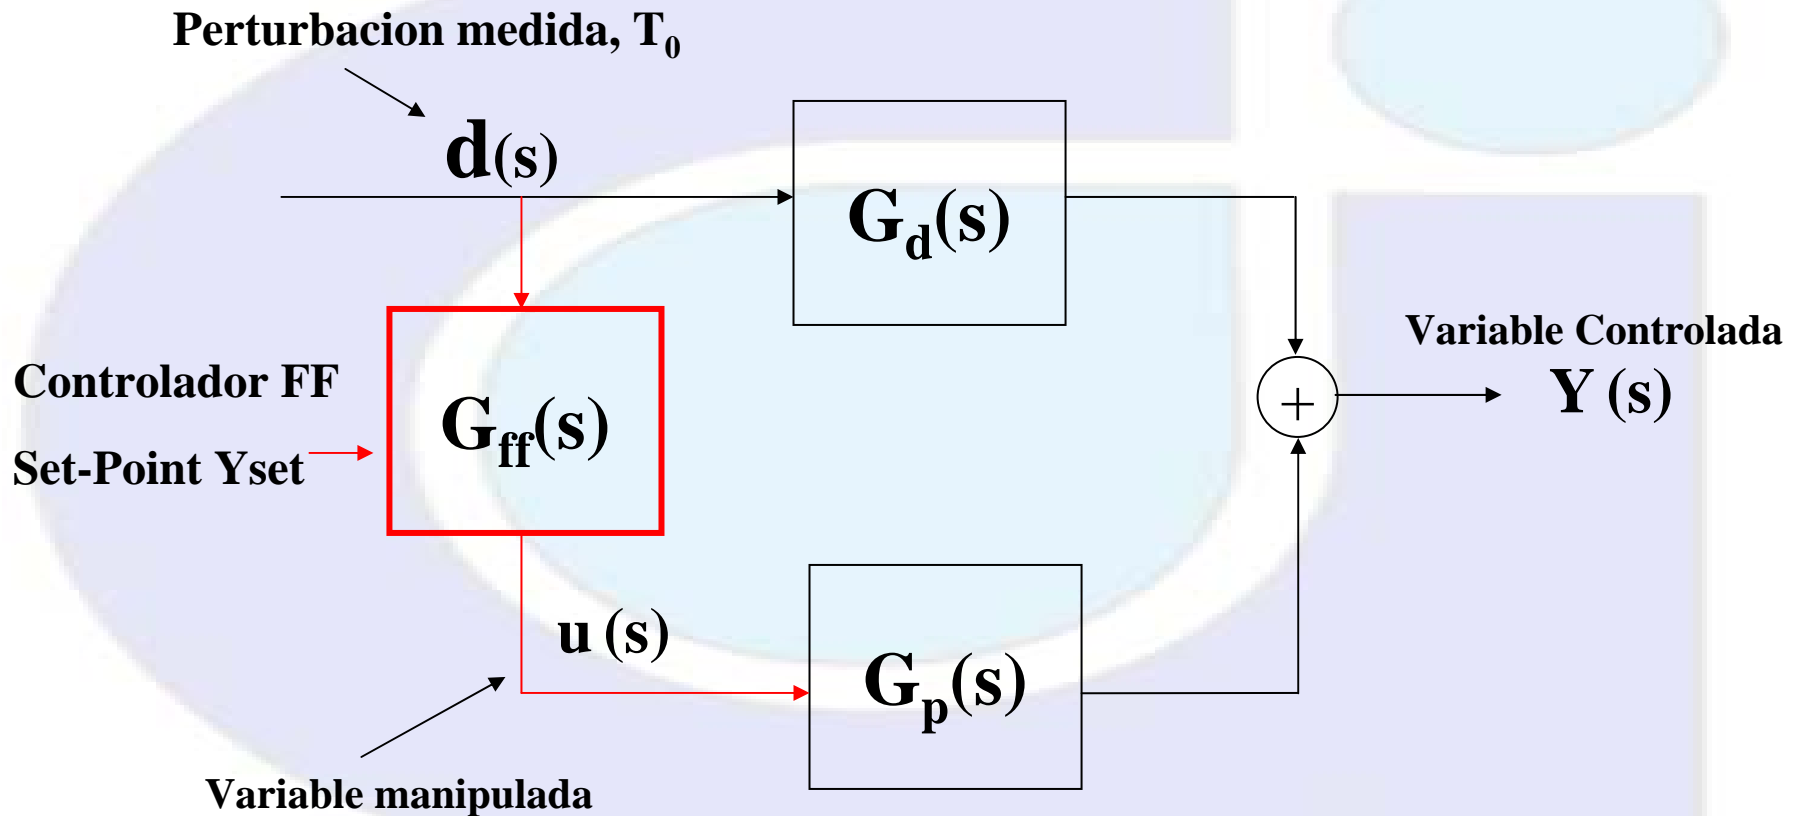 Perturbacion medida, T0
d(s)
Gd(s)
Variable Controlada
Controlador FF
Gff(s)
+
Y (s)
Set-Point Yset
u (s)
Gp(s)
Variable manipulada